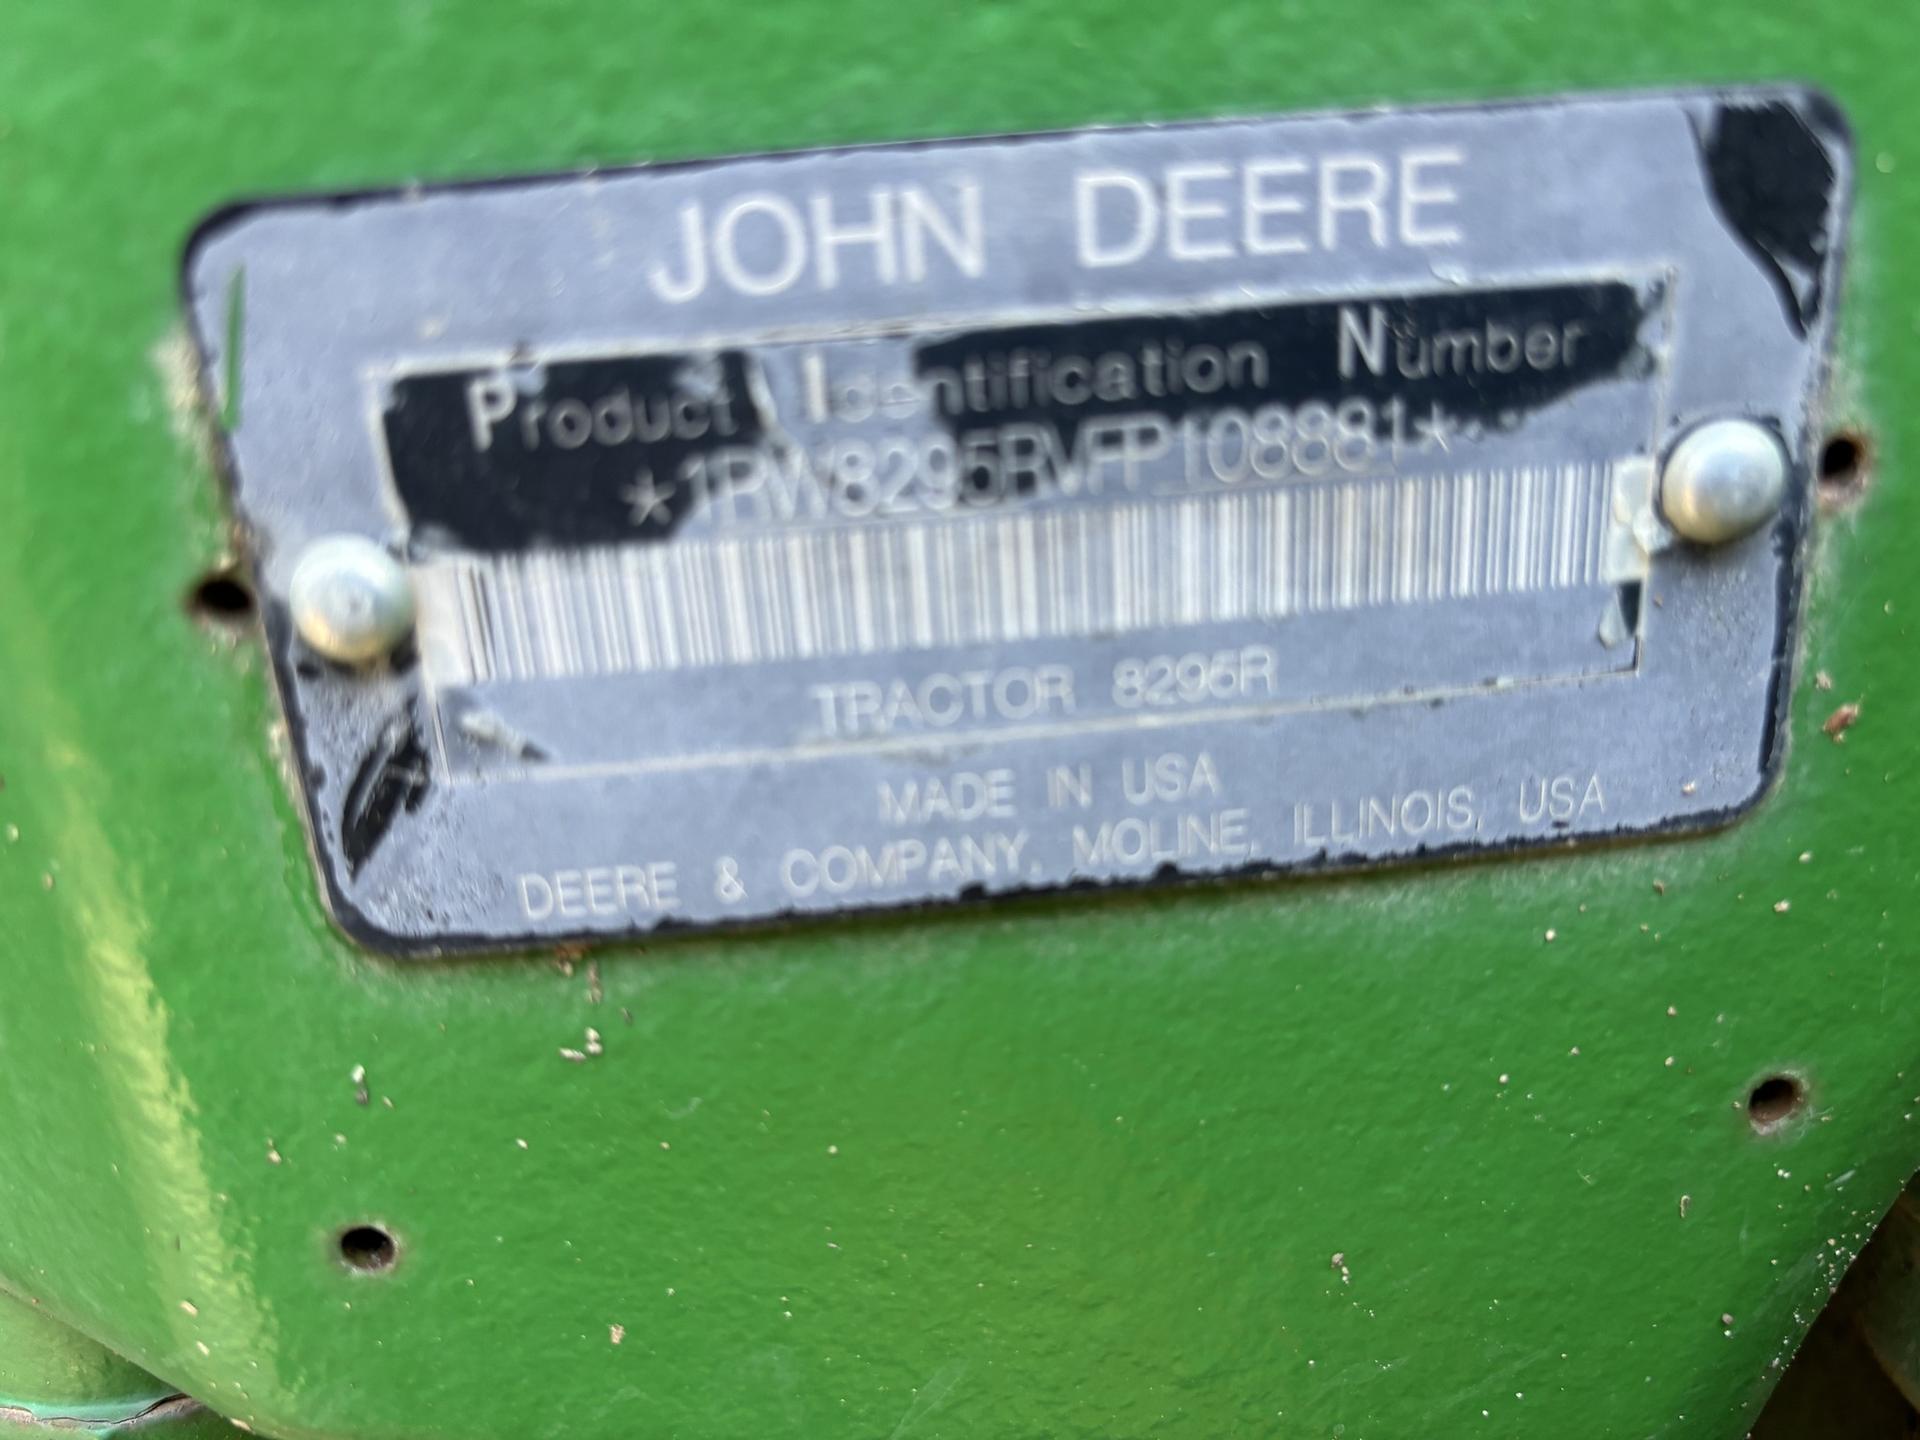 JOHN DEERE
Product Identification Number
*1RW8295RVFP108881*
TRACTOR 8295R
MADE IN USA
DEERE & COMPANY, MOLINE, ILLINOIS, USA